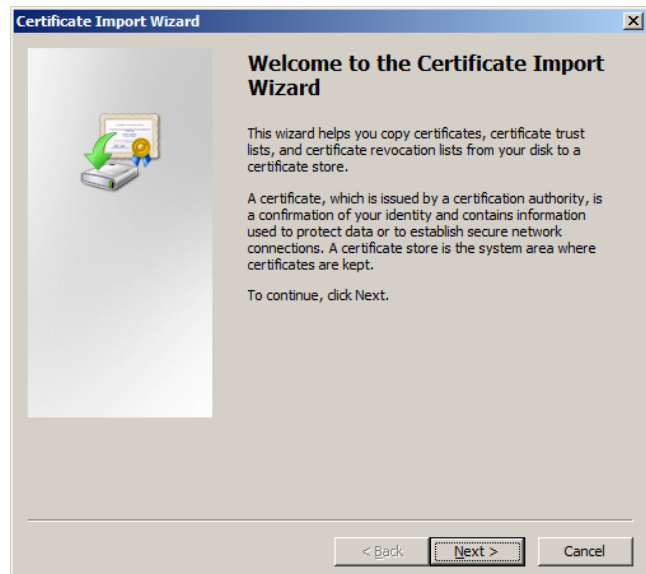 Certificate Import Wizard
Welcome to the Certificate Import
Wizard
This wizard helps you copy certificates, certificate trust
lists, and certificate revocation lists from your disk to a
certificate store.
A certificate, which is issued by a certification authority, is
a confirmation of your identity and contains information
used to protect data or to establish secure network
connections. A certificate store is the system area where
certificates are kept.
To continue, click Next.
< Back Next > Cancel